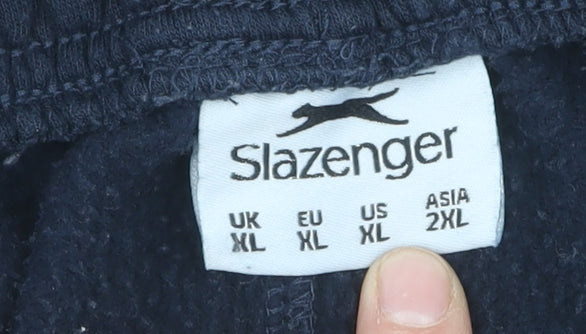 Slazenger
UK EU US ASIA
XL XL XL 2XL